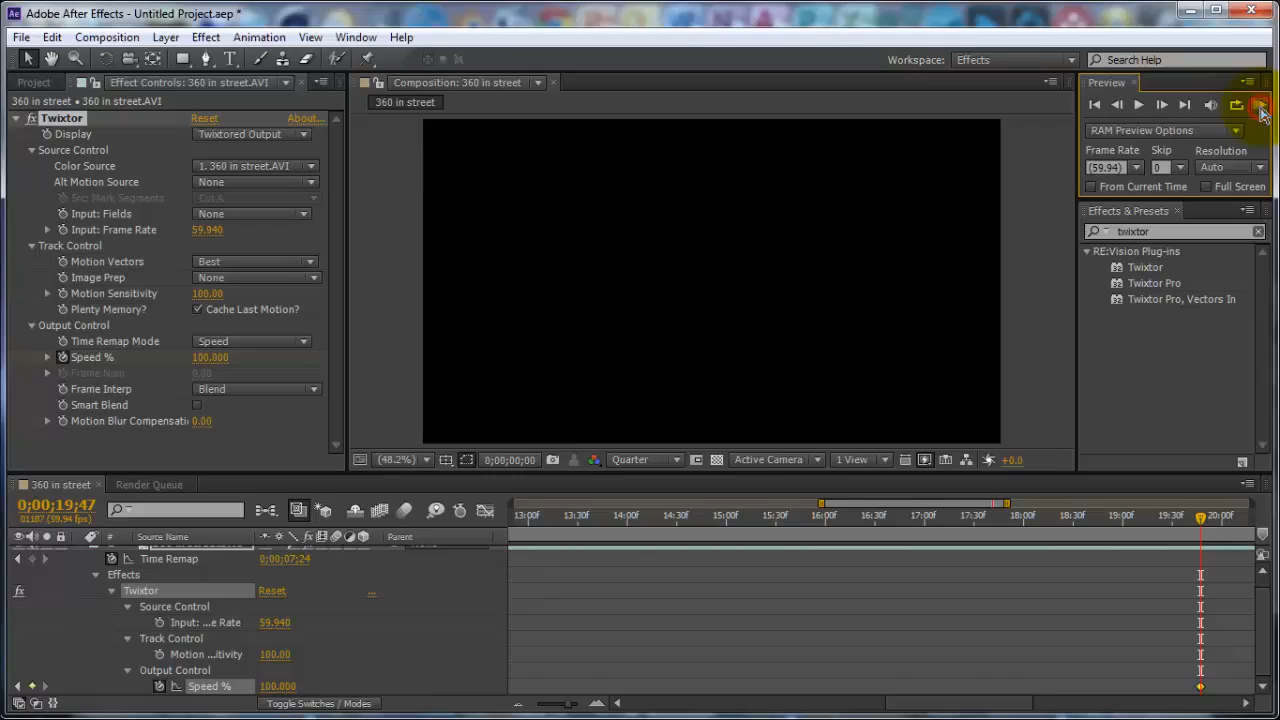 Adobe After Effects - Untitled Project.aep *
File Edit Composition Layer Effect Animation View Window Help
Workspace: Effects Search Help
Project Effect Controls: 360 in street.AVI
360 in street • 360 in street.AVI
fx Twixtor Reset About...
Display Twixtored Output
Source Control
Color Source 1. 360 in street.AVI
Alt Motion Source None
Src: Mark Segments Cut A
Input: Fields None
Input: Frame Rate 59.940
Track Control
Motion Vectors Best
Image Prep None
Motion Sensitivity 100.00
Plenty Memory? Cache Last Motion?
Output Control
Time Remap Mode Speed
Speed % 100.000
Frame Num 0.00
Frame Interp Blend
Smart Blend
Motion Blur Compensati 0.00
Composition: 360 in street
360 in street
(48.2%) 0;00;00;00 Quarter Active Camera 1 View +0.0
Preview
RAM Preview Options
Frame Rate Skip Resolution
(59.94) 0 Auto
From Current Time Full Screen
Effects & Presets
twixtor
RE:Vision Plug-ins
Twixtor
Twixtor Pro
Twixtor Pro, Vectors In
360 in street Render Queue
0;00;19;47
01187 (59.94 fps)
13:00f 13:30f 14:00f 14:30f 15:00f 15:30f 16:00f 16:30f 17:00f 17:30f 18:00f 18:30f 19:00f 19:30f 20:00f
# Source Name fx Parent
Time Remap 0;00;07;24
Effects
fx Twixtor Reset ...
Source Control
Input: ...e Rate 59.940
Track Control
Motion ...itivity 100.00
Output Control
Speed % 100.000
Toggle Switches / Modes